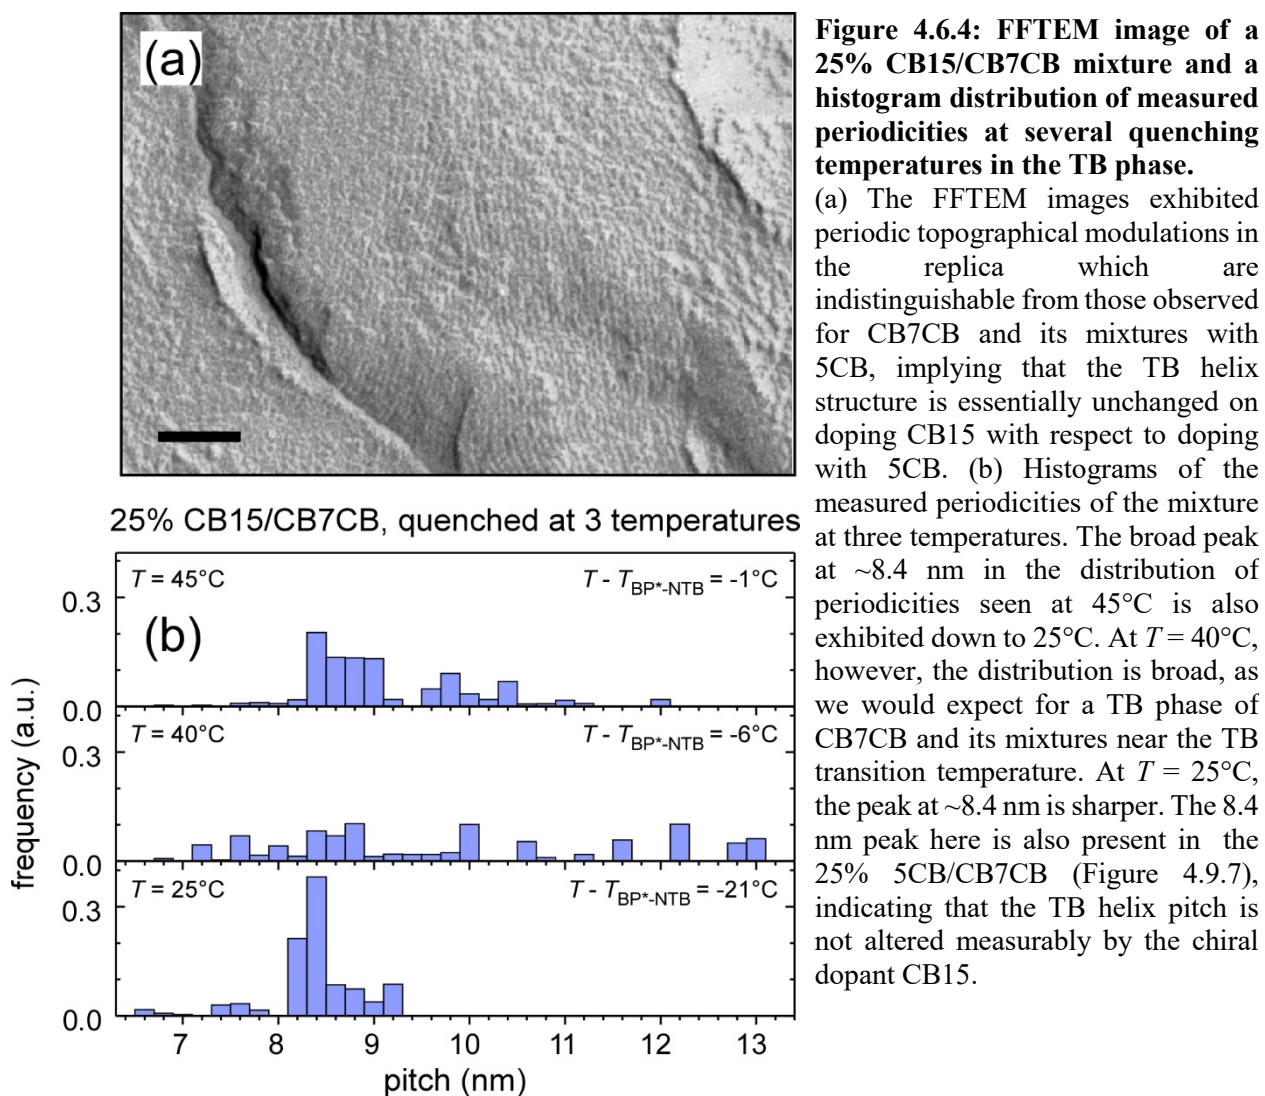 (a)
Figure 4.6.4: FFTEM image of a
25% CB15/CB7CB mixture and a
histogram distribution of measured
periodicities at several quenching
temperatures in the TB phase.
(a) The FFTEM images exhibited
periodic topographical modulations in
the replica which are
indistinguishable from those observed
for CB7CB and its mixtures with
5CB, implying that the TB helix
structure is essentially unchanged on
doping CB15 with respect to doping
with 5CB. (b) Histograms of the
measured periodicities of the mixture
at three temperatures. The broad peak
at ~8.4 nm in the distribution of
periodicities seen at 45°C is also
exhibited down to 25°C. At T = 40°C,
however, the distribution is broad, as
we would expect for a TB phase of
CB7CB and its mixtures near the TB
transition temperature. At T = 25°C,
the peak at ~8.4 nm is sharper. The 8.4
nm peak here is also present in the
25% 5CB/CB7CB (Figure 4.9.7),
indicating that the TB helix pitch is
not altered measurably by the chiral
dopant CB15.
25% CB15/CB7CB, quenched at 3 temperatures
T = 45°C
T - TBP*-NTB = -1°C
(b)
0.3
0.0
T = 40°C
T - TBP*-NTB = -6°C
0.3
0.0
T = 25°C
T - TBP*-NTB = -21°C
0.3
0.0
frequency (a.u.)
7 8 9 10 11 12 13
pitch (nm)